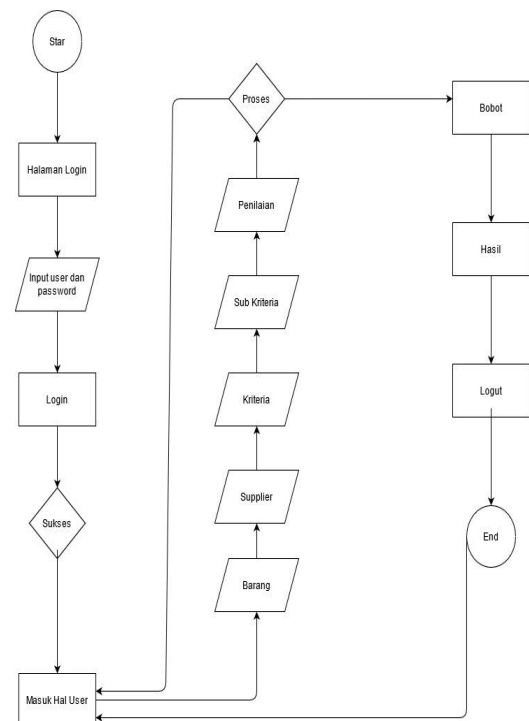 Star
Halaman Login
Input user dan
password
Login
Sukses
Masuk Hal User
Barang
Supplier
Kriteria
Sub Kriteria
Penilaian
Proses
Bobot
Hasil
Logut
End